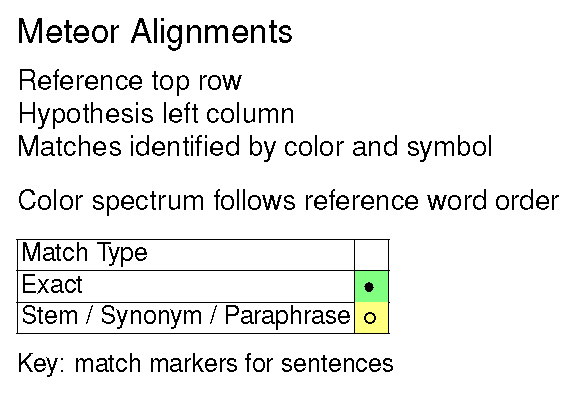 Meteor Alignments
Reference top row
Hypothesis left column
Matches identified by color and symbol
Color spectrum follows reference word order
Match Type
Exact ●
Stem / Synonym / Paraphrase ○
Key: match markers for sentences